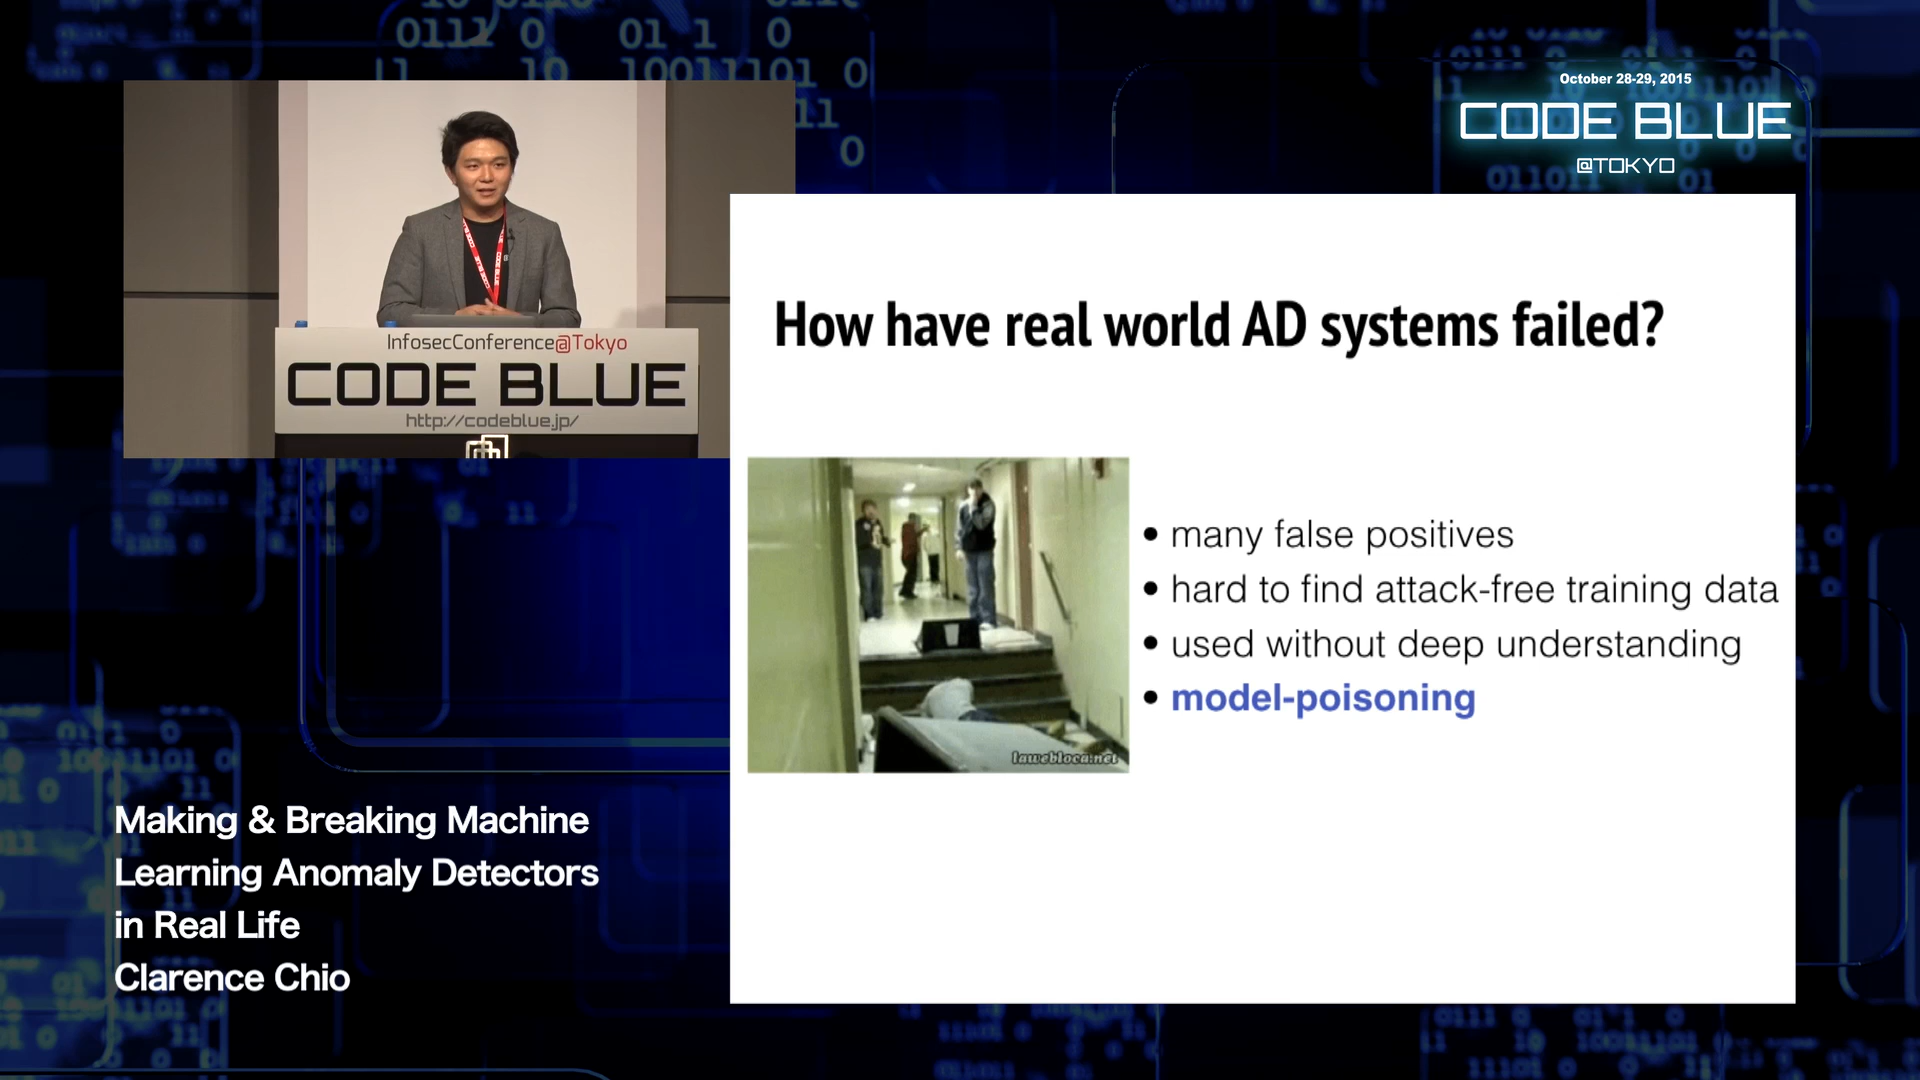 October 28-29, 2015
CODE BLUE
@TOKYO
InfosecConference@Tokyo
CODE BLUE
http://codeblue.jp/
How have real world AD systems failed?
• many false positives
• hard to find attack-free training data
• used without deep understanding
• model-poisoning
lawebloca.net
Making & Breaking Machine
Learning Anomaly Detectors
in Real Life
Clarence Chio